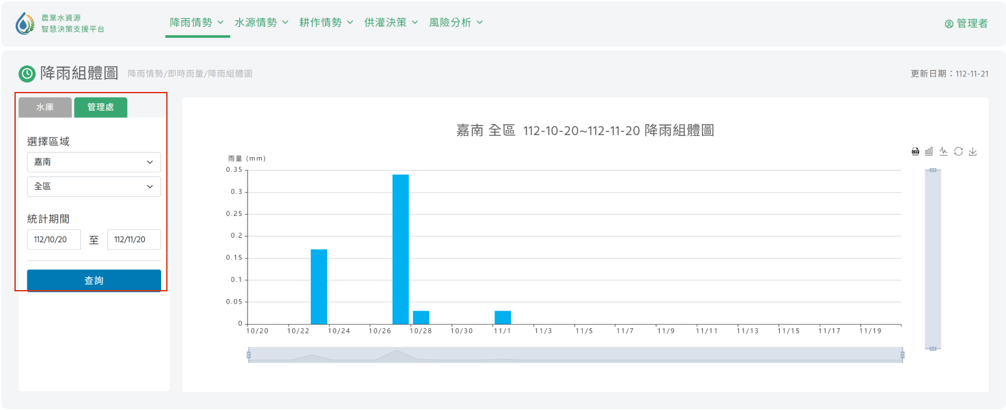 農業水資源
智慧決策支援平台
降雨情勢 水源情勢 耕作情勢 供灌決策 風險分析
管理者
降雨組體圖 降雨情勢/即時雨量/降雨組體圖
更新日期：112-11-21
水庫 管理處
選擇區域
嘉南
全區
統計期間
112/10/20 至 112/11/20
查詢
嘉南 全區 112-10-20~112-11-20 降雨組體圖
雨量 (mm)
0.35
0.3
0.25
0.2
0.15
0.1
0.05
0
10/20 10/22 10/24 10/26 10/28 10/30 11/1 11/3 11/5 11/7 11/9 11/11 11/13 11/15 11/17 11/19